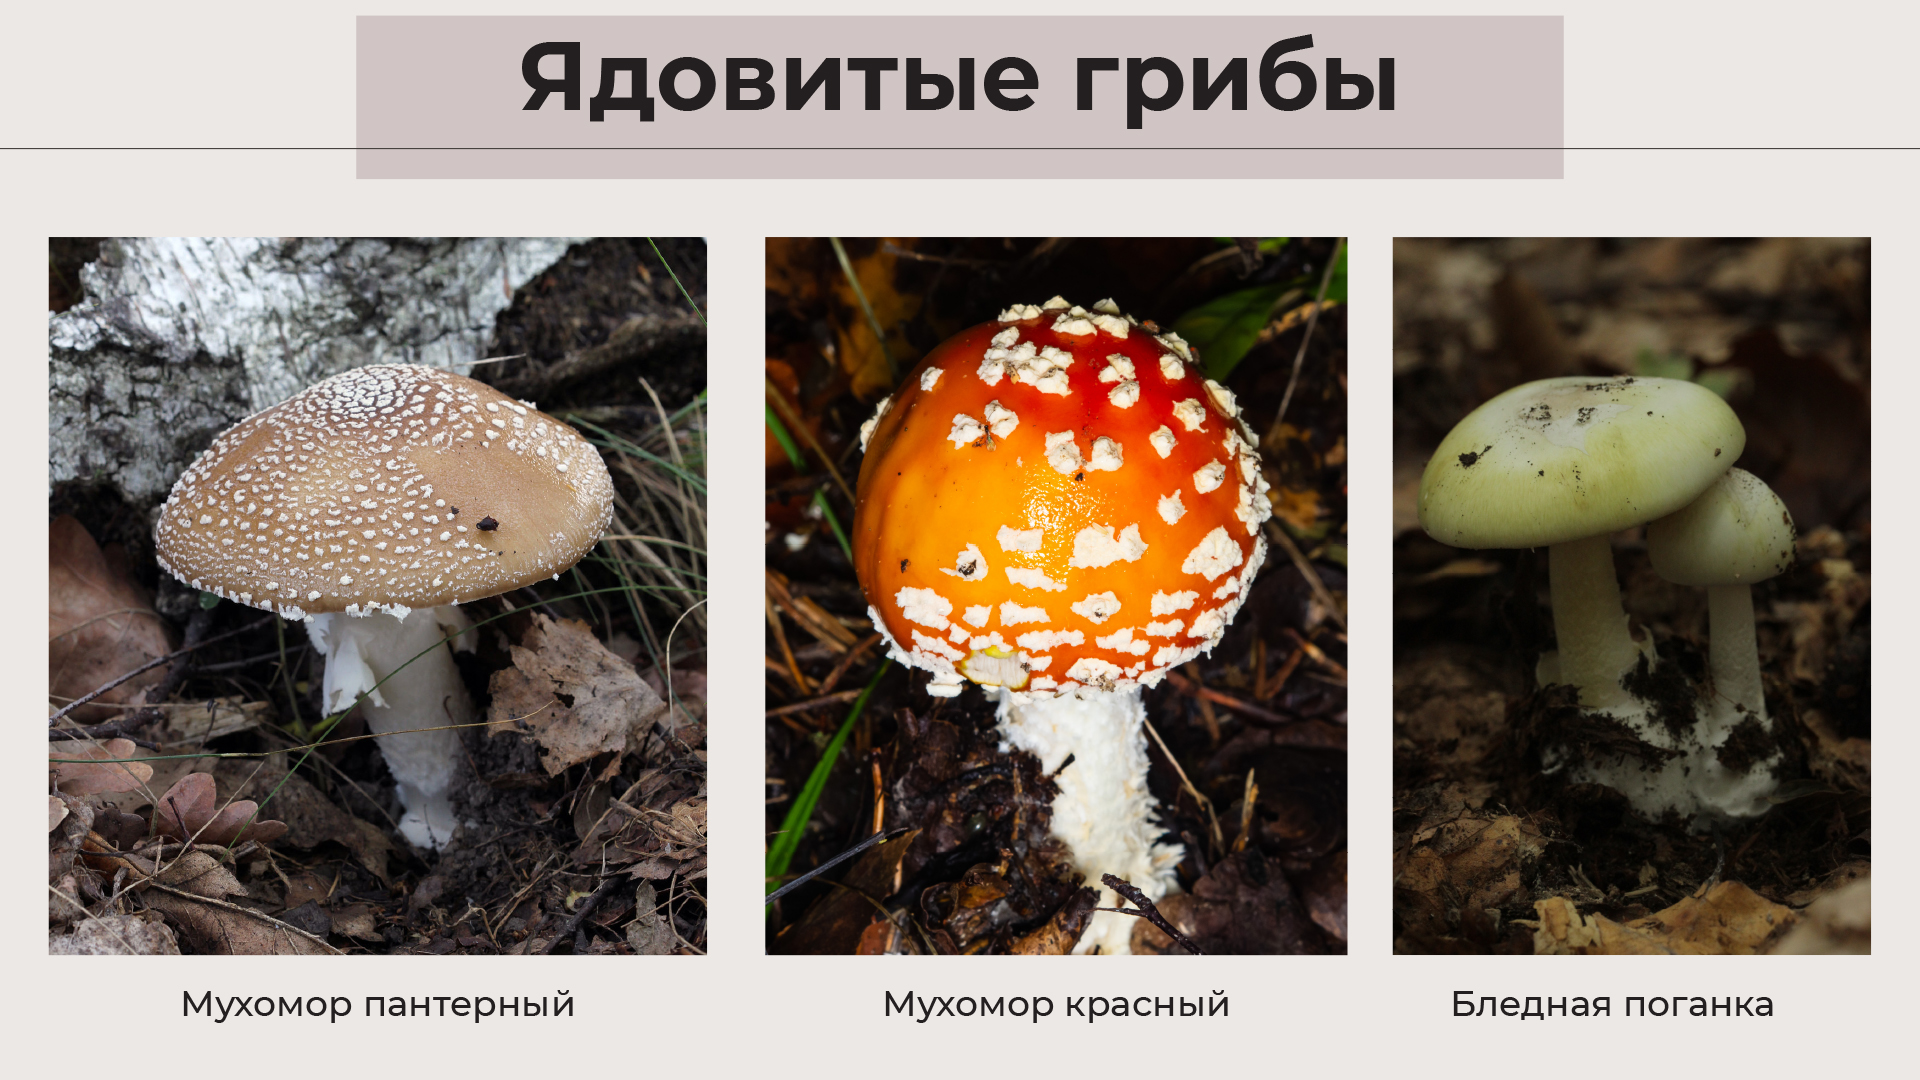 Ядовитые грибы
Мухомор пантерный
Мухомор красный
Бледная поганка